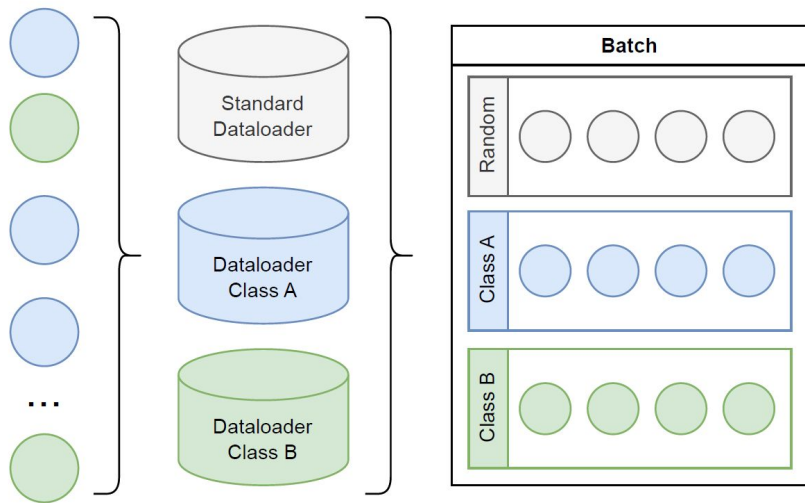 ...
Standard
Dataloader
Dataloader
Class A
Dataloader
Class B
Batch
Random
Class A
Class B